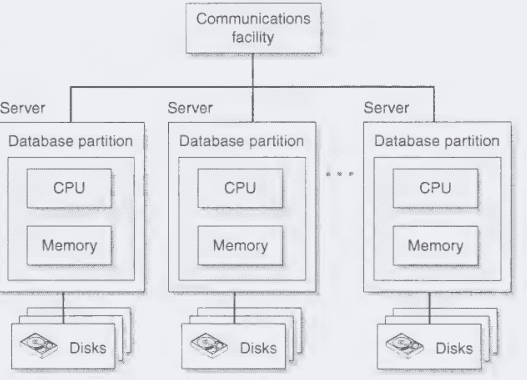 Communications
facility
Server
Server
Server
Database partition
Database partition
Database partition
CPU
CPU
CPU
Memory
Memory
Memory
Disks
Disks
Disks